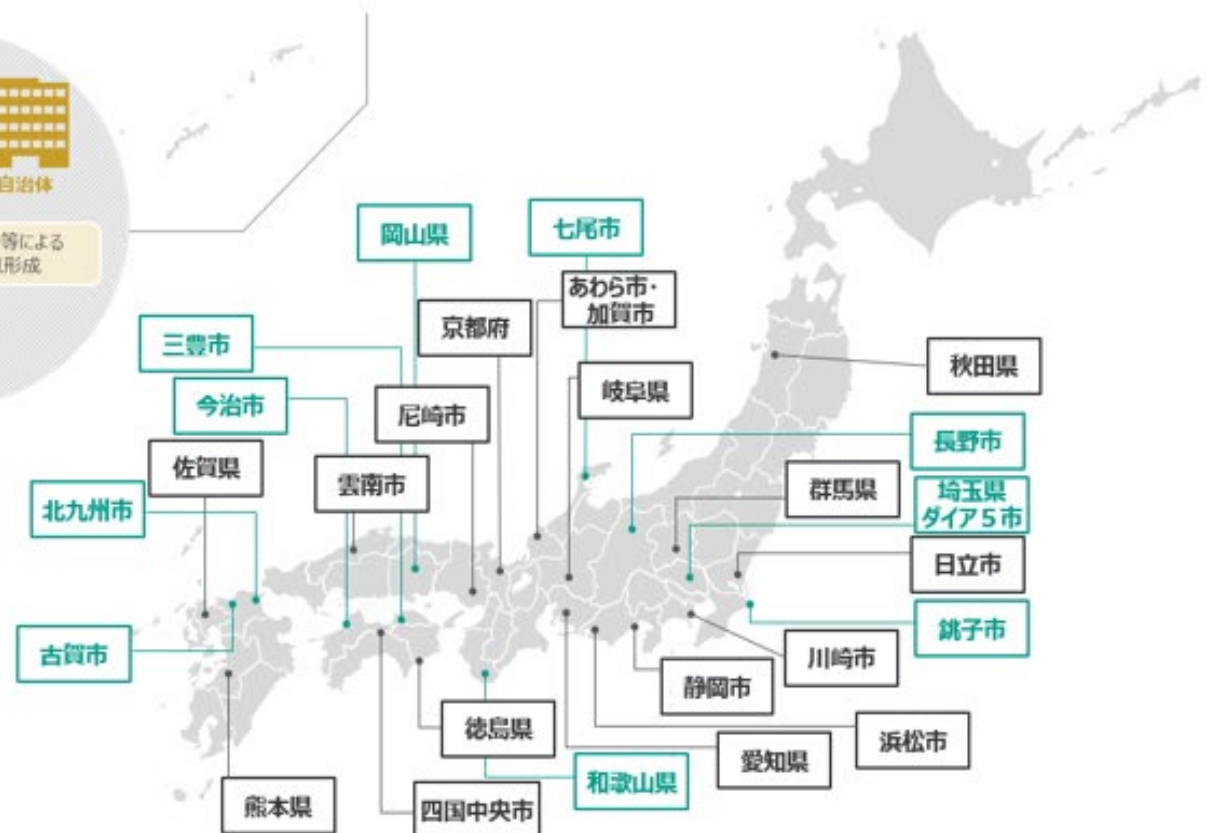 自治体
等による
形成
岡山県
七尾市
あわら市・
加賀市
京都府
三豊市
岐阜県
秋田県
今治市
尼崎市
長野市
佐賀県
雲南市
群馬県
埼玉県
ダイア5市
北九州市
日立市
銚子市
古賀市
川崎市
静岡市
徳島県
浜松市
愛知県
和歌山県
熊本県
四国中央市